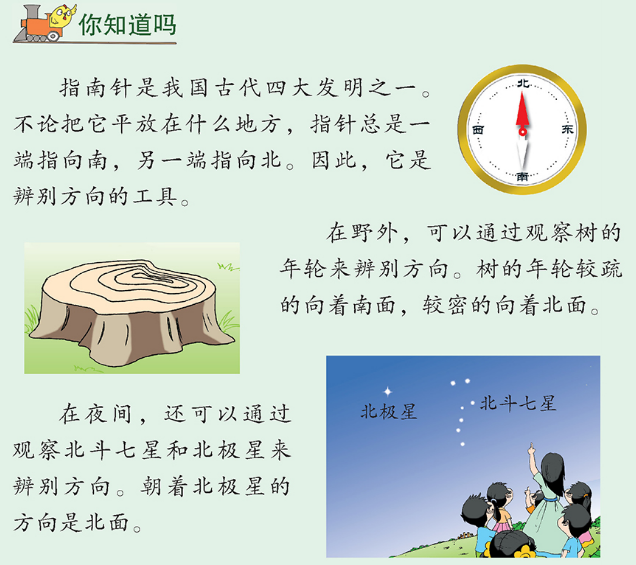 你知道吗
指南针是我国古代四大发明之一。
不论把它平放在什么地方，指针总是一
端指向南，另一端指向北。因此，它是
辨别方向的工具。
北
西
东
南
在野外，可以通过观察树的
年轮来辨别方向。树的年轮较疏
的向着南面，较密的向着北面。
在夜间，还可以通过
观察北斗七星和北极星来
辨别方向。朝着北极星的
方向是北面。
北极星
北斗七星